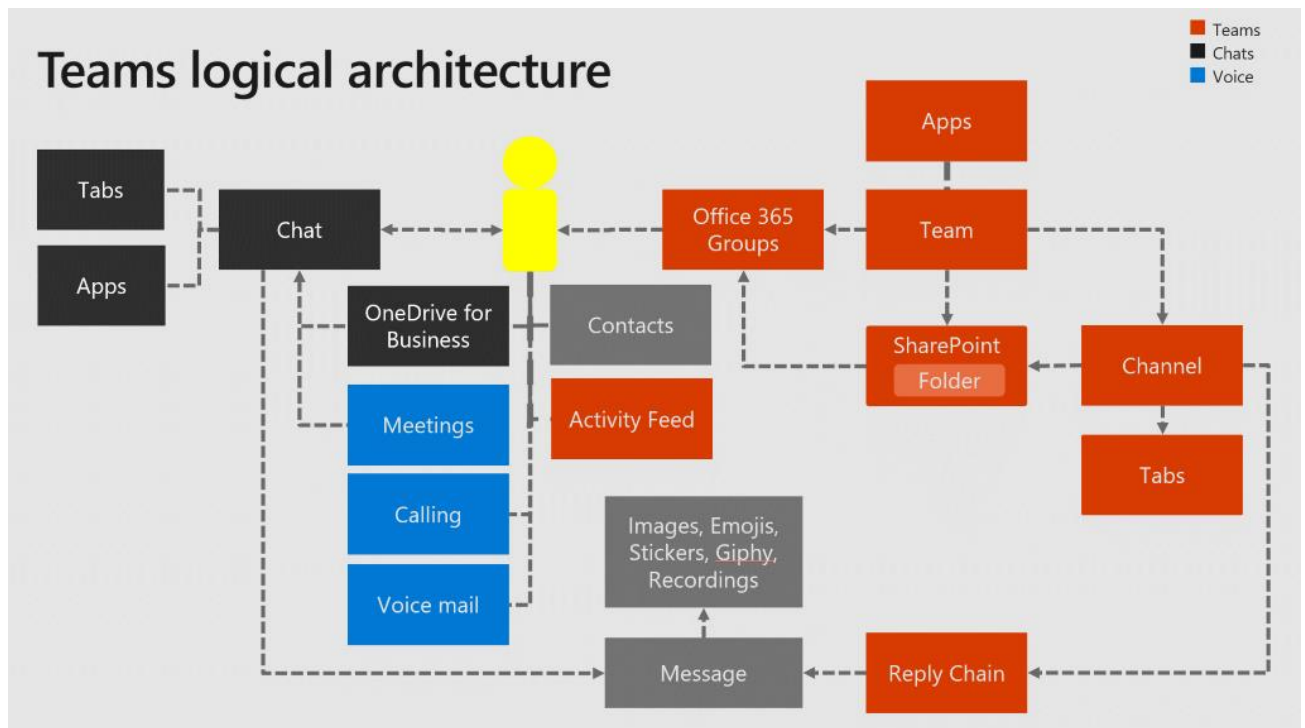 Teams logical architecture
Teams
Chats
Voice
Apps
Tabs
Chat
Office 365
Groups
Team
Apps
OneDrive for
Business
Contacts
SharePoint
Folder
Channel
Meetings
Activity Feed
Tabs
Calling
Images, Emojis,
Stickers, Giphy,
Recordings
Voice mail
Message
Reply Chain